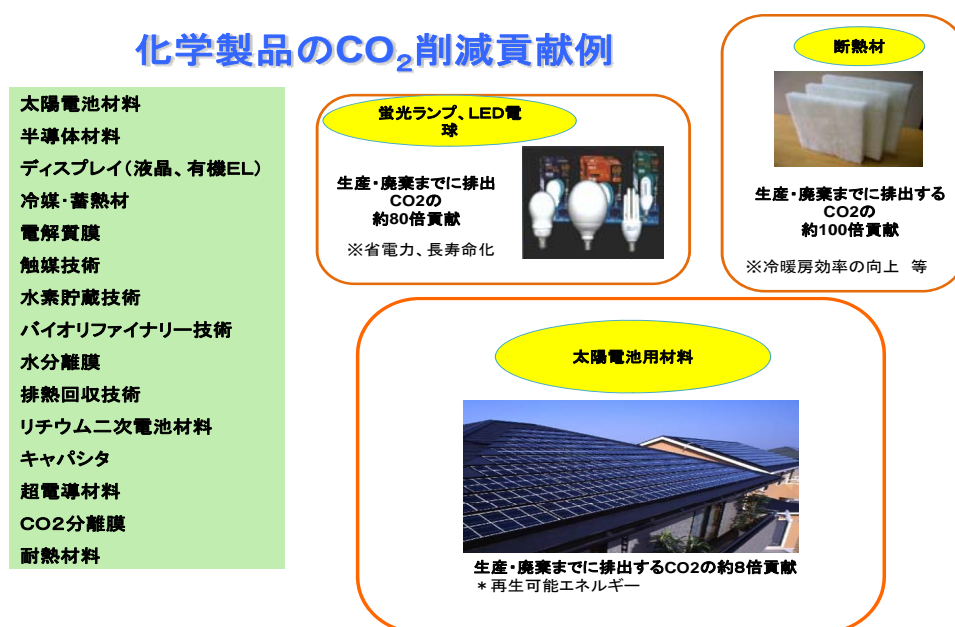 化学製品のCO2削減貢献例
太陽電池材料
半導体材料
ディスプレイ(液晶、有機EL)
冷媒・蓄熱材
電解質膜
触媒技術
水素貯蔵技術
バイオリファイナリー技術
水分離膜
排熱回収技術
リチウム二次電池材料
キャパシタ
超電導材料
CO2分離膜
耐熱材料
蛍光ランプ、LED電
球
生産・廃棄までに排出
CO2の
約80倍貢献
※省電力、長寿命化
断熱材
生産・廃棄までに排出する
CO2の
約100倍貢献
※冷暖房効率の向上 等
太陽電池用材料
生産・廃棄までに排出するCO2の約8倍貢献
*再生可能エネルギー